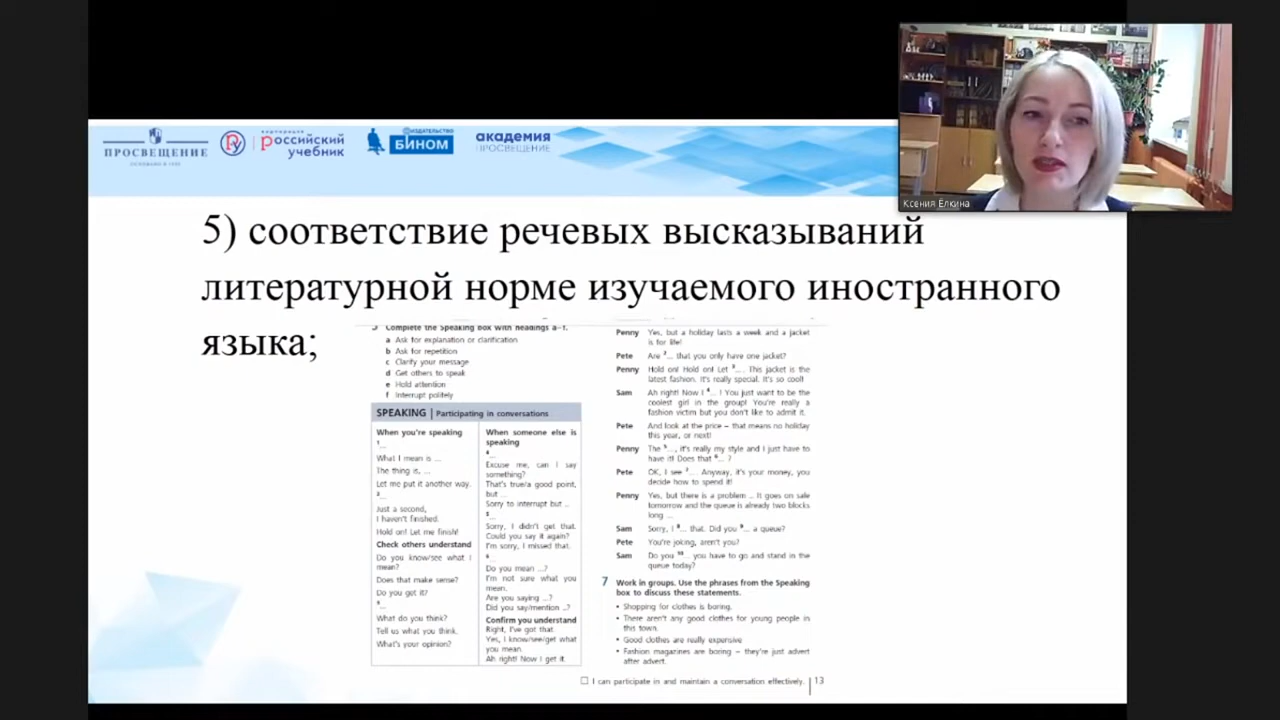 ПРОСВЕЩЕНИЕ
корпорация
российский
учебник
ИЗДАТЕЛЬСТВО
БИНОМ
академия
ПРОСВЕЩЕНИЕ
Ксения Ёлкина
5) соответствие речевых высказываний
литературной норме изучаемого иностранного
языка;
Complete the Speaking box with headings a–f.
a Ask for explanation or clarification
b Ask for repetition
c Clarify your message
d Get others to speak
e Hold attention
f Interrupt politely
SPEAKING | Participating in conversations
When you're speaking
1...
What I mean is ...
The thing is, ...
Let me put it another way.
2...
Just a second,
I haven't finished.
Hold on! Let me finish!
Check others understand
Do you know/see what I
mean?
Does that make sense?
Do you get it?
What do you think?
Tell us what you think.
What's your opinion?
When someone else is
speaking
Excuse me, can I say
something?
That's true/a good point,
but ...
Sorry to interrupt but ..
Sorry, I didn't get that.
Could you say it again?
I'm sorry, I missed that.
Do you mean ...?
I'm not sure what you
mean.
Are you saying ...?
Did you say/mention ..?
Confirm you understand
Right, I've got that.
Yes, I know/see/get what
you mean.
Ah right! Now I get it.
Penny Yes, but a holiday lasts a week and a jacket
is for life!
Pete Are ?... that you only have one jacket?
Penny Hold on! Hold on! Let 3.... This jacket is the
latest fashion. It's really special. It's so cool!
Sam Ah right! Now I 4... ! You just want to be the
coolest girl in the group! You're really a
fashion victim but you don't like to admit it.
Pete And look at the price – that means no holiday
this year, or next!
Penny The 5..., it's really my style and I just have to
have it! Does that 6... ?
Pete OK, I see 7.... Anyway, it's your money, you
decide how to spend it!
Penny Yes, but there is a problem .. It goes on sale
tomorrow and the queue is already two blocks
long ...
Sam Sorry, I 8... that. Did you 9... a queue?
Pete You're joking, aren't you?
Sam Do you 10... you have to go and stand in the
queue today?
7 Work in groups. Use the phrases from the Speaking
box to discuss these statements.
• Shopping for clothes is boring.
• There aren't any good clothes for young people in
this town.
• Good clothes are really expensive
• Fashion magazines are boring – they're just advert
after advert.
I can participate in and maintain a conversation effectively. 13